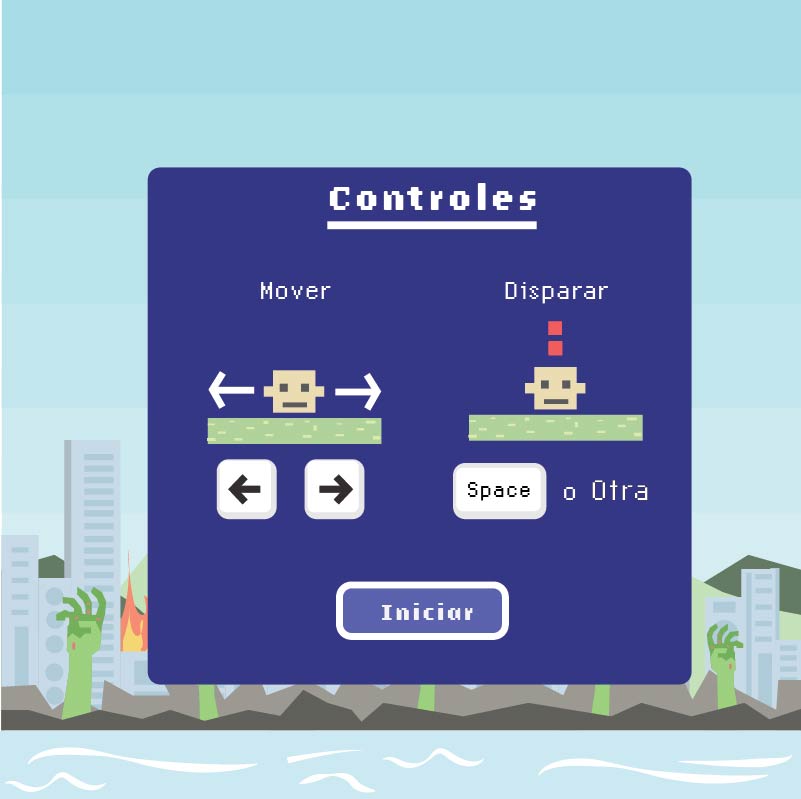 Controles
Mover
Disparar
Space o Otra
Iniciar